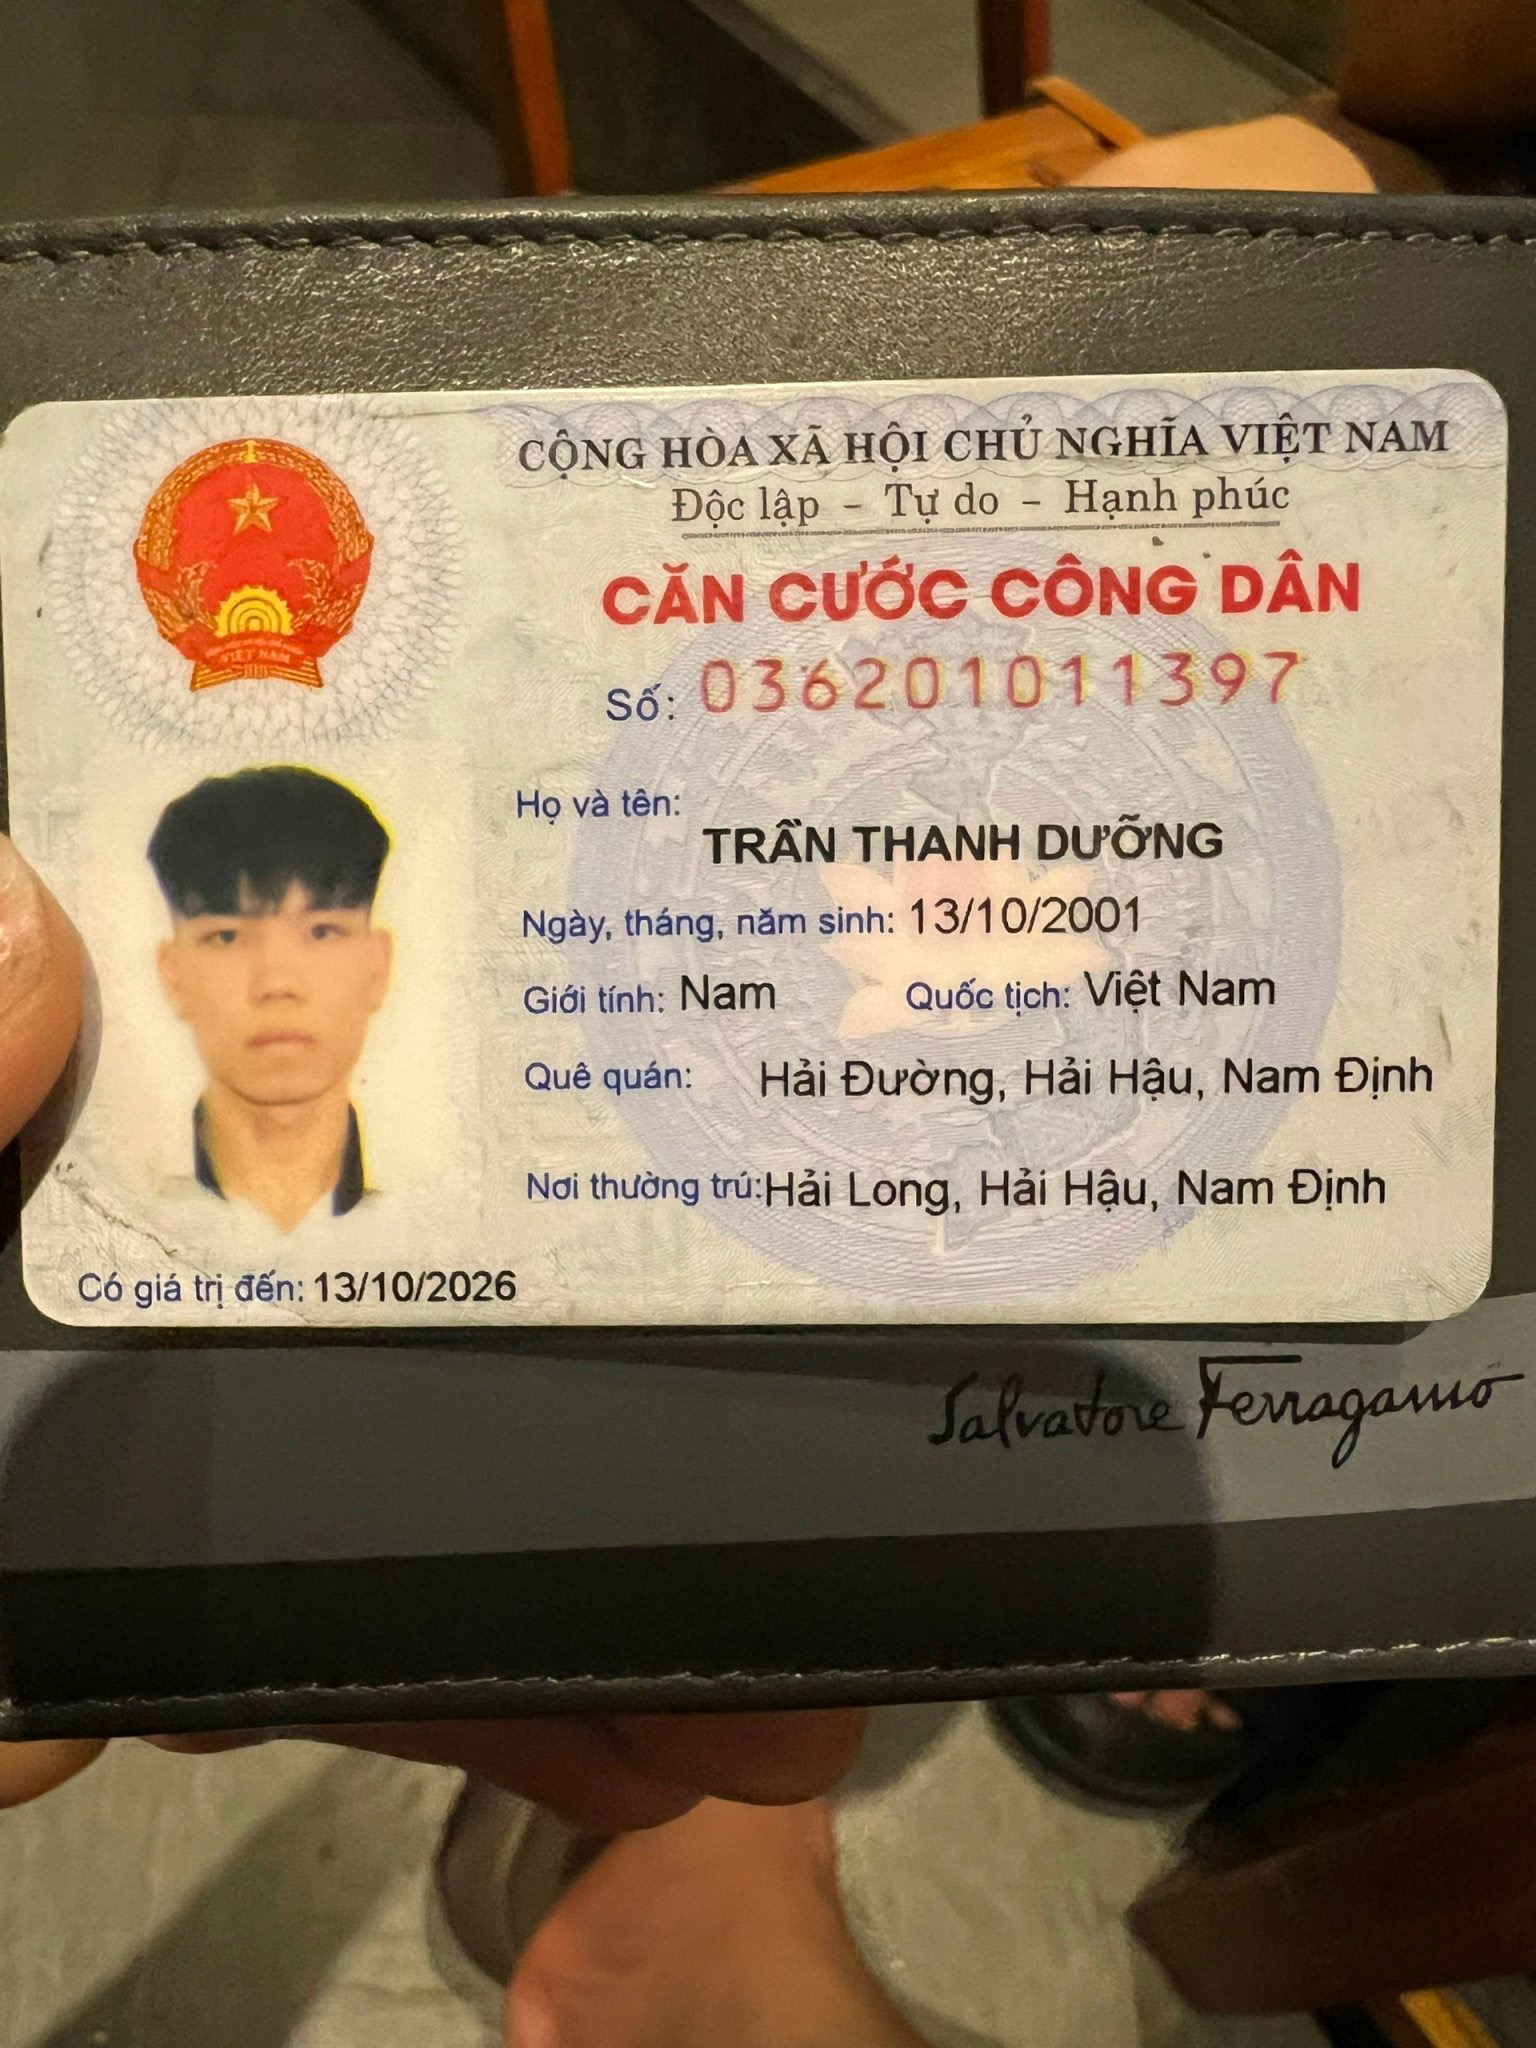 CỘNG HÒA XÃ HỘI CHỦ NGHĨA VIỆT NAM
Độc lập - Tự do - Hạnh phúc
CĂN CƯỚC CÔNG DÂN
Số: 036201011397
Họ và tên:
TRẦN THANH DƯỠNG
Ngày, tháng, năm sinh: 13/10/2001
Giới tính: Nam Quốc tịch: Việt Nam
Quê quán: Hải Đường, Hải Hậu, Nam Định
Nơi thường trú: Hải Long, Hải Hậu, Nam Định
Có giá trị đến: 13/10/2026
VIỆT NAM
Salvatore Ferragamo